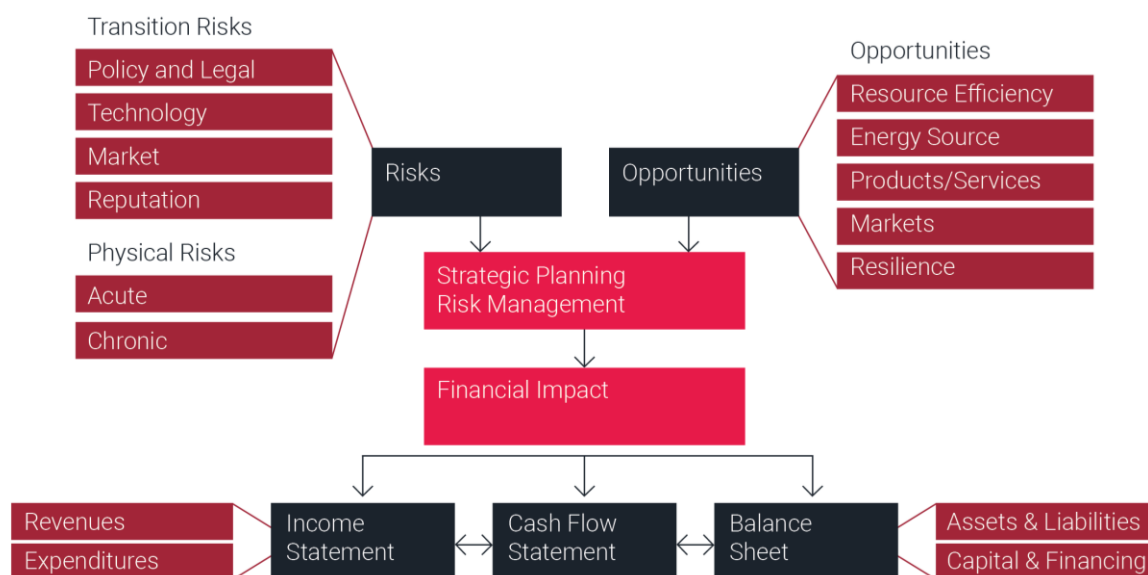 Transition Risks
Policy and Legal
Technology
Market
Reputation
Physical Risks
Acute
Chronic
Risks
Opportunities
Opportunities
Resource Efficiency
Energy Source
Products/Services
Markets
Resilience
Strategic Planning
Risk Management
Financial Impact
Revenues
Expenditures
Income
Statement
Cash Flow
Statement
Balance
Sheet
Assets & Liabilities
Capital & Financing